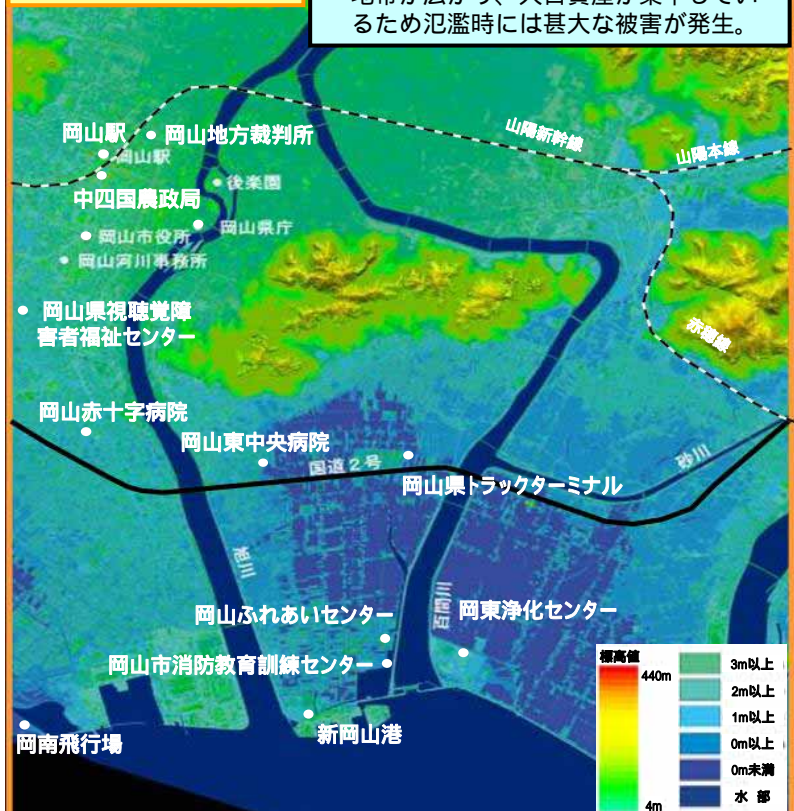 るため氾濫時には甚大な被害が発生。
岡山駅
岡山地方裁判所
山陽新幹線
山陽本線
岡山駅
中四国農政局
後楽園
岡山県庁
岡山市役所
岡山河川事務所
岡山県視聴覚障
害者福祉センター
赤穂線
岡山赤十字病院
岡山東中央病院
国道2号
岡山県トラックターミナル
砂川
旭川
百間川
岡山ふれあいセンター
岡東浄化センター
岡山市消防教育訓練センター
新岡山港
岡南飛行場
標高値
440m
4m
3m以上
2m以上
1m以上
0m以上
0m未満
水 部